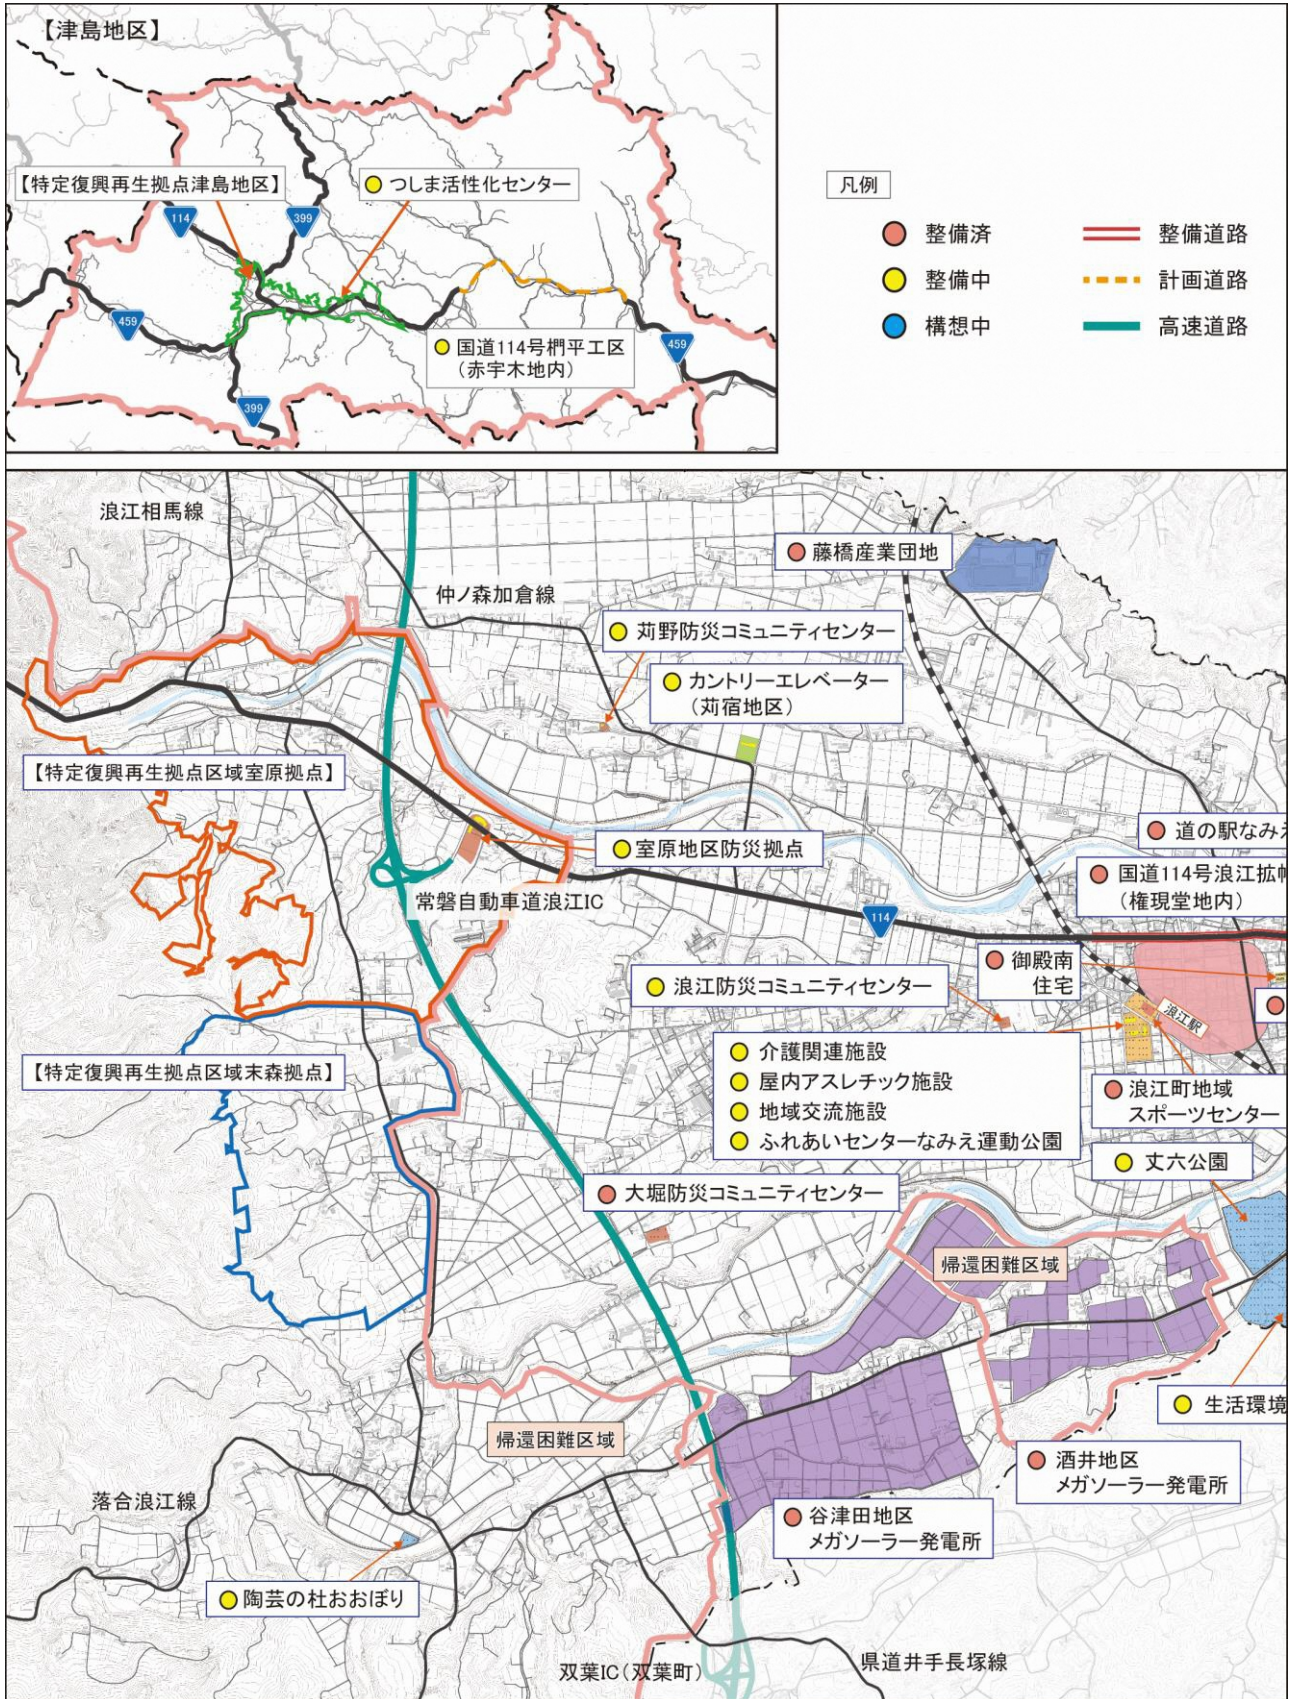 【津島地区】
【特定復興再生拠点津島地区】
つしま活性化センター
114
399
459
国道114号椚平工区
(赤宇木地内)
459
399
凡例
整備済
整備道路
整備中
計画道路
構想中
高速道路
浪江相馬線
藤橋産業団地
仲ノ森加倉線
苅野防災コミュニティセンター
カントリーエレベーター
(苅宿地区)
【特定復興再生拠点区域室原拠点】
道の駅なみえ
室原地区防災拠点
国道114号浪江拡幅
(権現堂地内)
常磐自動車道浪江IC
114
御殿南
住宅
浪江防災コミュニティセンター
浪江駅
介護関連施設
屋内アスレチック施設
地域交流施設
ふれあいセンターなみえ運動公園
【特定復興再生拠点区域末森拠点】
浪江町地域
スポーツセンター
丈六公園
大堀防災コミュニティセンター
帰還困難区域
生活環境
帰還困難区域
酒井地区
メガソーラー発電所
落合浪江線
谷津田地区
メガソーラー発電所
陶芸の杜おおぼり
双葉IC(双葉町)
県道井手長塚線